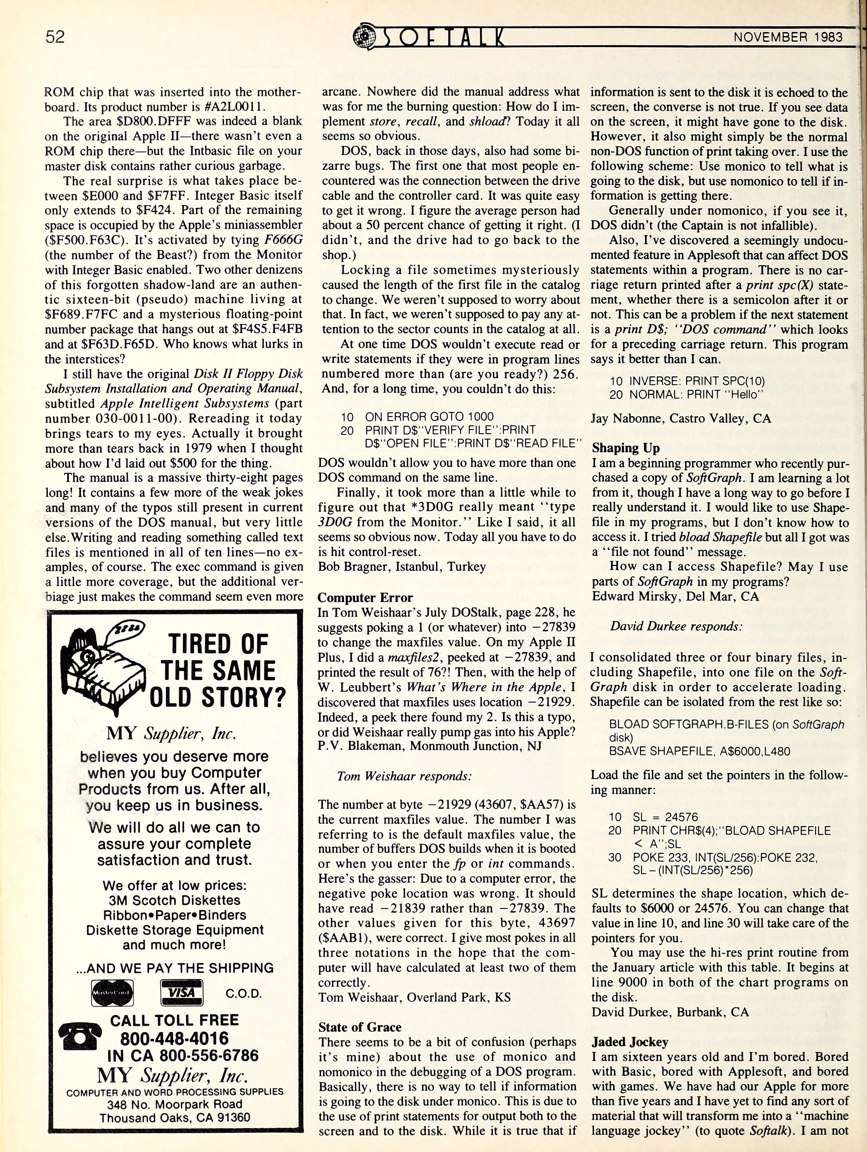 52
SOFTALK
NOVEMBER 1983
ROM chip that was inserted into the mother-
board. Its product number is #A2L0011.
The area $D800.DFFF was indeed a blank
on the original Apple II—there wasn't even a
ROM chip there—but the Intbasic file on your
master disk contains rather curious garbage.
The real surprise is what takes place be-
tween $E000 and $F7FF. Integer Basic itself
only extends to $F424. Part of the remaining
space is occupied by the Apple's miniassembler
($F500.F63C). It's activated by tying F666G
(the number of the Beast?) from the Monitor
with Integer Basic enabled. Two other denizens
of this forgotten shadow-land are an authen-
tic sixteen-bit (pseudo) machine living at
$F689.F7FC and a mysterious floating-point
number package that hangs out at $F4S5.F4FB
and at $F63D.F65D. Who knows what lurks in
the interstices?
I still have the original Disk II Floppy Disk
Subsystem Installation and Operating Manual,
subtitled Apple Intelligent Subsystems (part
number 030-0011-00). Rereading it today
brings tears to my eyes. Actually it brought
more than tears back in 1979 when I thought
about how I'd laid out $500 for the thing.
The manual is a massive thirty-eight pages
long! It contains a few more of the weak jokes
and many of the typos still present in current
versions of the DOS manual, but very little
else.Writing and reading something called text
files is mentioned in all of ten lines—no ex-
amples, of course. The exec command is given
a little more coverage, but the additional ver-
biage just makes the command seem even more
TIRED OF
THE SAME
OLD STORY?
MY Supplier, Inc.
believes you deserve more
when you buy Computer
Products from us. After all,
you keep us in business.
We will do all we can to
assure your complete
satisfaction and trust.
We offer at low prices:
3M Scotch Diskettes
Ribbon•Paper•Binders
Diskette Storage Equipment
and much more!
...AND WE PAY THE SHIPPING
MasterCard VISA C.O.D.
CALL TOLL FREE
800-448-4016
IN CA 800-556-6786
MY Supplier, Inc.
COMPUTER AND WORD PROCESSING SUPPLIES
348 No. Moorpark Road
Thousand Oaks, CA 91360
arcane. Nowhere did the manual address what
was for me the burning question: How do I im-
plement store, recall, and shload? Today it all
seems so obvious.
DOS, back in those days, also had some bi-
zarre bugs. The first one that most people en-
countered was the connection between the drive
cable and the controller card. It was quite easy
to get it wrong. I figure the average person had
about a 50 percent chance of getting it right. (I
didn't, and the drive had to go back to the
shop.)
Locking a file sometimes mysteriously
caused the length of the first file in the catalog
to change. We weren't supposed to worry about
that. In fact, we weren't supposed to pay any at-
tention to the sector counts in the catalog at all.
At one time DOS wouldn't execute read or
write statements if they were in program lines
numbered more than (are you ready?) 256.
And, for a long time, you couldn't do this:
10 ON ERROR GOTO 1000
20 PRINT D$"VERIFY FILE":PRINT
D$"OPEN FILE":PRINT D$"READ FILE"
DOS wouldn't allow you to have more than one
DOS command on the same line.
Finally, it took more than a little while to
figure out that *3D0G really meant "type
3D0G from the Monitor." Like I said, it all
seems so obvious now. Today all you have to do
is hit control-reset.
Bob Bragner, Istanbul, Turkey
Computer Error
In Tom Weishaar's July DOStalk, page 228, he
suggests poking a 1 (or whatever) into −27839
to change the maxfiles value. On my Apple II
Plus, I did a maxfiles2, peeked at −27839, and
printed the result of 76?! Then, with the help of
W. Leubbert's What's Where in the Apple, I
discovered that maxfiles uses location −21929.
Indeed, a peek there found my 2. Is this a typo,
or did Weishaar really pump gas into his Apple?
P.V. Blakeman, Monmouth Junction, NJ
Tom Weishaar responds:
The number at byte −21929 (43607, $AA57) is
the current maxfiles value. The number I was
referring to is the default maxfiles value, the
number of buffers DOS builds when it is booted
or when you enter the fp or int commands.
Here's the gasser: Due to a computer error, the
negative poke location was wrong. It should
have read −21839 rather than −27839. The
other values given for this byte, 43697
($AAB1), were correct. I give most pokes in all
three notations in the hope that the com-
puter will have calculated at least two of them
correctly.
Tom Weishaar, Overland Park, KS
State of Grace
There seems to be a bit of confusion (perhaps
it's mine) about the use of monico and
nomonico in the debugging of a DOS program.
Basically, there is no way to tell if information
is going to the disk under monico. This is due to
the use of print statements for output both to the
screen and to the disk. While it is true that if
information is sent to the disk it is echoed to the
screen, the converse is not true. If you see data
on the screen, it might have gone to the disk.
However, it also might simply be the normal
non-DOS function of print taking over. I use the
following scheme: Use monico to tell what is
going to the disk, but use nomonico to tell if in-
formation is getting there.
Generally under nomonico, if you see it,
DOS didn't (the Captain is not infallible).
Also, I've discovered a seemingly undocu-
mented feature in Applesoft that can affect DOS
statements within a program. There is no car-
riage return printed after a print spc(X) state-
ment, whether there is a semicolon after it or
not. This can be a problem if the next statement
is a print D$; "DOS command" which looks
for a preceding carriage return. This program
says it better than I can.
10 INVERSE: PRINT SPC(10)
20 NORMAL: PRINT "Hello"
Jay Nabonne, Castro Valley, CA
Shaping Up
I am a beginning programmer who recently pur-
chased a copy of SoftGraph. I am learning a lot
from it, though I have a long way to go before I
really understand it. I would like to use Shape-
file in my programs, but I don't know how to
access it. I tried bload Shapefile but all I got was
a "file not found" message.
How can I access Shapefile? May I use
parts of SoftGraph in my programs?
Edward Mirsky, Del Mar, CA
David Durkee responds:
I consolidated three or four binary files, in-
cluding Shapefile, into one file on the Soft-
Graph disk in order to accelerate loading.
Shapefile can be isolated from the rest like so:
BLOAD SOFTGRAPH.B-FILES (on SoftGraph
disk)
BSAVE SHAPEFILE, A$6000,L480
Load the file and set the pointers in the follow-
ing manner:
10 SL = 24576
20 PRINT CHR$(4);"BLOAD SHAPEFILE
< A";SL
30 POKE 233, INT(SL/256):POKE 232,
SL−(INT(SL/256)*256)
SL determines the shape location, which de-
faults to $6000 or 24576. You can change that
value in line 10, and line 30 will take care of the
pointers for you.
You may use the hi-res print routine from
the January article with this table. It begins at
line 9000 in both of the chart programs on
the disk.
David Durkee, Burbank, CA
Jaded Jockey
I am sixteen years old and I'm bored. Bored
with Basic, bored with Applesoft, and bored
with games. We have had our Apple for more
than five years and I have yet to find any sort of
material that will transform me into a "machine
language jockey" (to quote Softalk). I am not